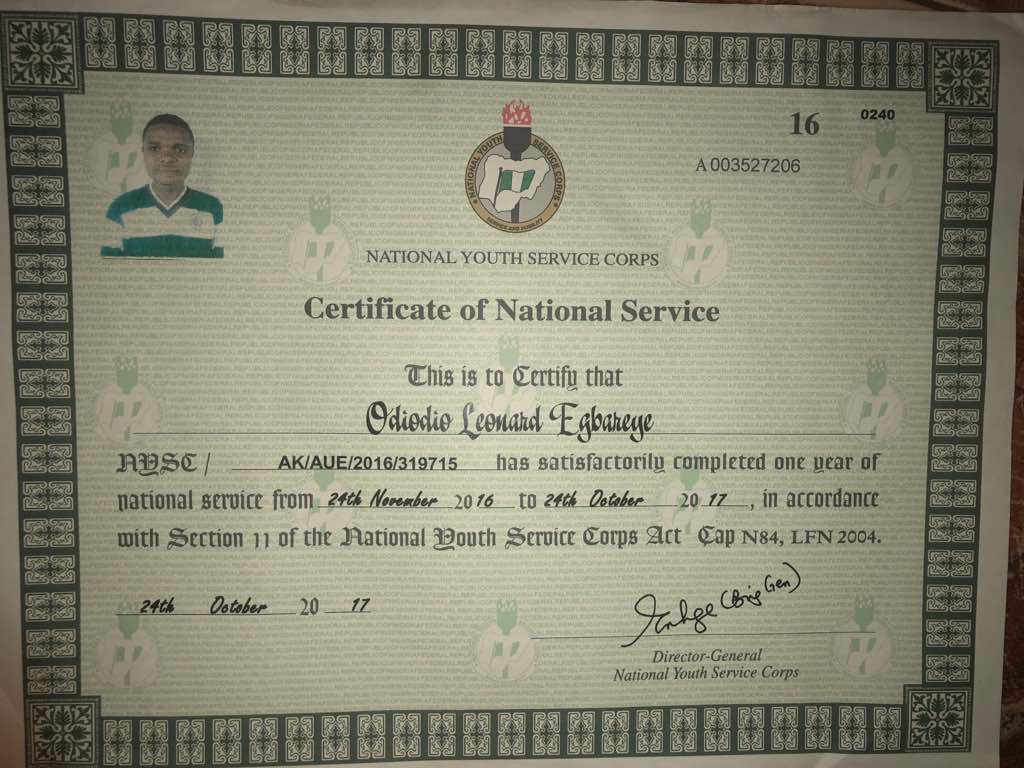 16 0240
A 003527206
NATIONAL YOUTH SERVICE CORPS
SERVICE AND HUMILITY
NATIONAL YOUTH SERVICE CORPS
Certificate of National Service
This is to Certify that
Odiodio Leonard Egbareye
NYSC / AK/AUE/2016/319715 has satisfactorily completed one year of
national service from 24th November 2016 to 24th October 2017, in accordance
with Section 11 of the National Youth Service Corps Act Cap N84, LFN 2004.
24th October 20 17
(Brig Gen)
Director-General
National Youth Service Corps